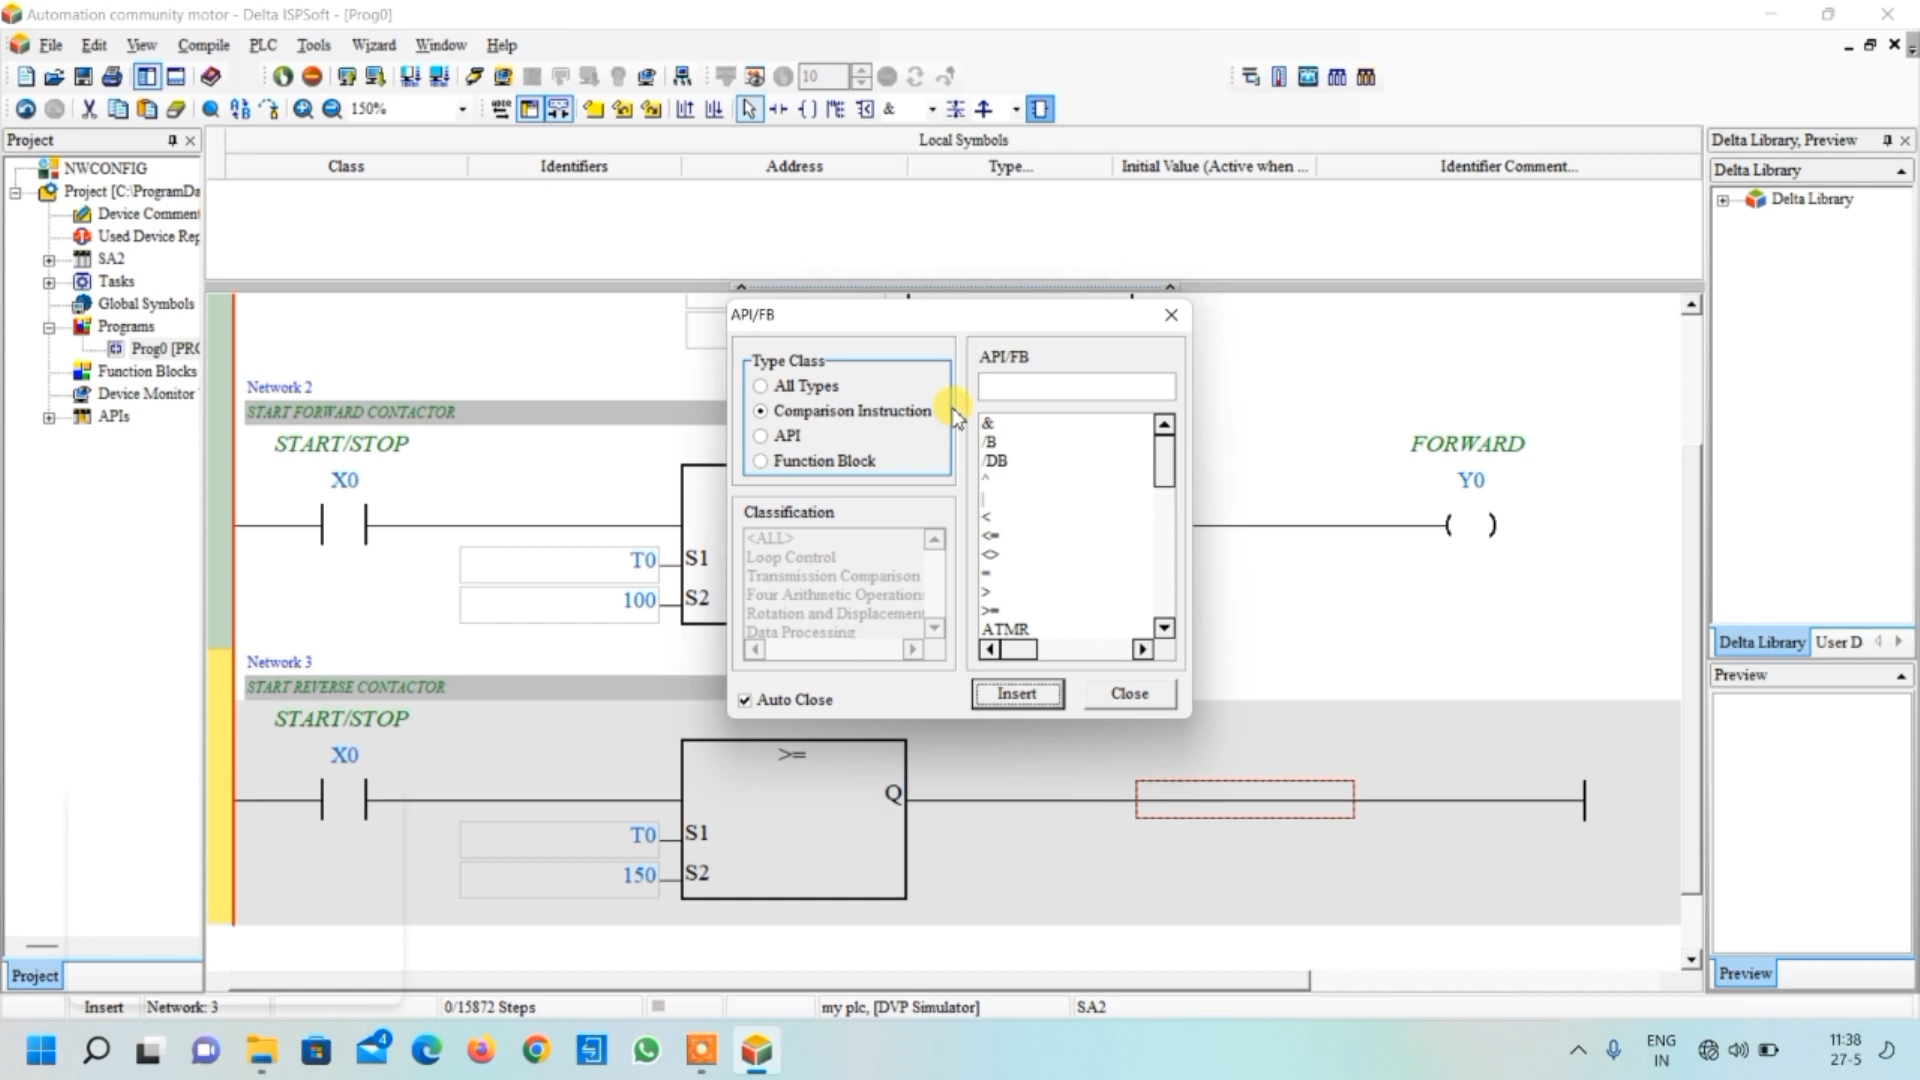 Automation community motor - Delta ISPSoft - [Prog0]
File Edit View Compile PLC Tools Wizard Window Help
10
150%
&
Project
Local Symbols
Delta Library, Preview
NWCONFIG
Class Identifiers Address Type... Initial Value (Active when ... Identifier Comment...
Delta Library
Project [C:\ProgramDa
Delta Library
Device Comment
Used Device Rep
SA2
Tasks
Global Symbols
Programs
Prog0 [PRG
Function Blocks
Device Monitor
APIs
API/FB
Type Class
All Types
Comparison Instruction
API
Function Block
API/FB
&
/B
/DB
^
|
<
<=
<>
=
>
>=
ATMR
Classification
<ALL>
Loop Control
Transmission Comparison
Four Arithmetic Operation
Rotation and Displacement
Data Processing
Auto Close
Insert
Close
Network 2
START FORWARD CONTACTOR
START/STOP
X0
FORWARD
Y0
T0 S1
100 S2
Network 3
START REVERSE CONTACTOR
START/STOP
X0
>=
Q
T0 S1
150 S2
Delta Library User D
Preview
Project
Preview
Insert Network: 3 0/15872 Steps my plc, [DVP Simulator] SA2
4
ENG
IN
11:38
27-5